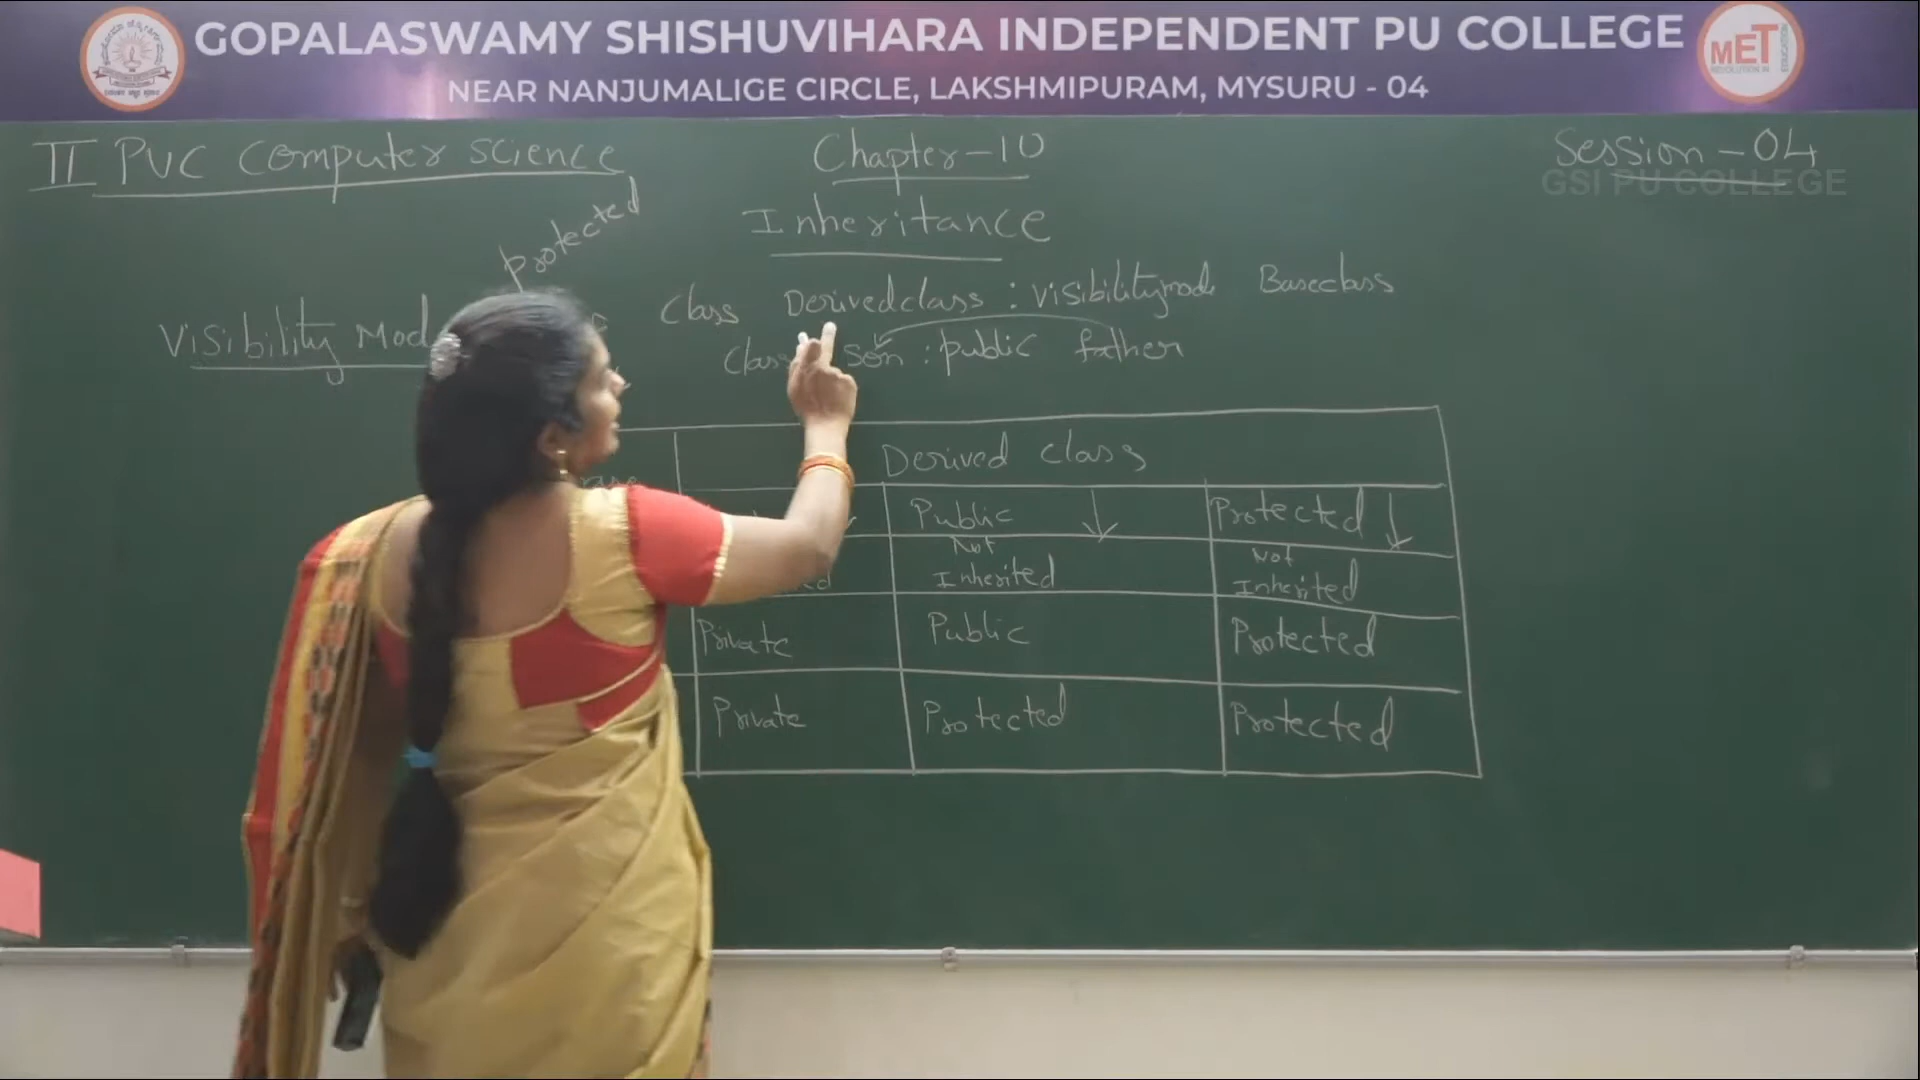 GOPALASWAMY SHISHUVIHARA INDEPENDENT PU COLLEGE
NEAR NANJUMALIGE CIRCLE, LAKSHMIPURAM, MYSURU - 04
MET
II PUC Computer Science
Chapter-10
Session-04
GSI PU COLLEGE
Inheritance
protected
Visibility Mod
Class Derivedclass : Visibilitymode Baseclass
Class Son : public father
Derived class
Public
Protected
Not Inherited
Not Inherited
Private
Public
Protected
Private
Protected
Protected